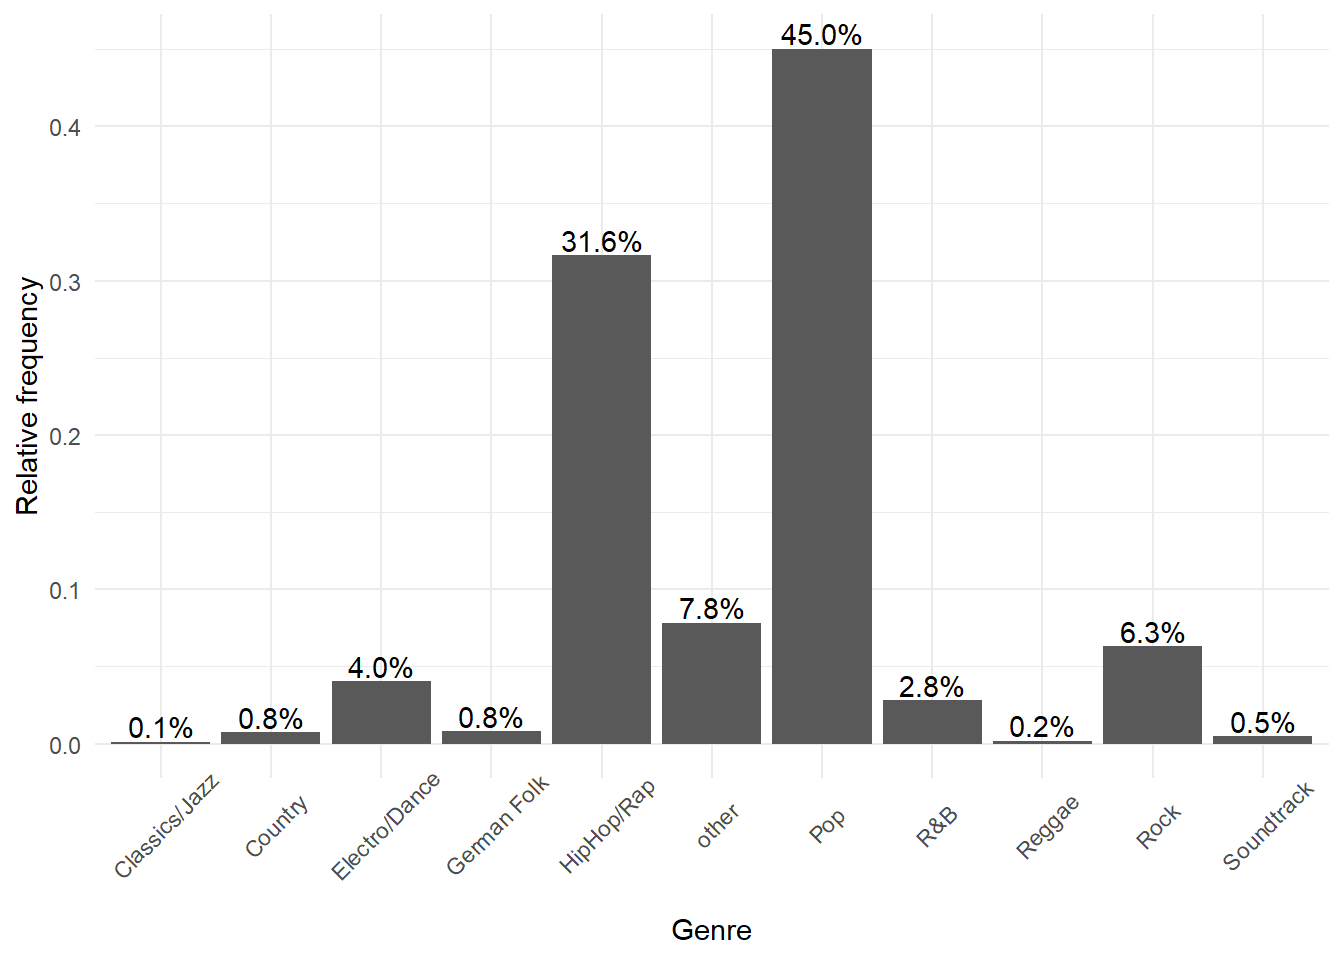 45.0%
0.4
31.6%
0.3
Relative frequency
0.2
0.1
7.8%
6.3%
4.0%
2.8%
0.1%
0.8%
0.8%
0.2%
0.5%
0.0
Classics/Jazz
Country
Electro/Dance
German Folk
HipHop/Rap
other
Pop
R&B
Reggae
Rock
Soundtrack
Genre